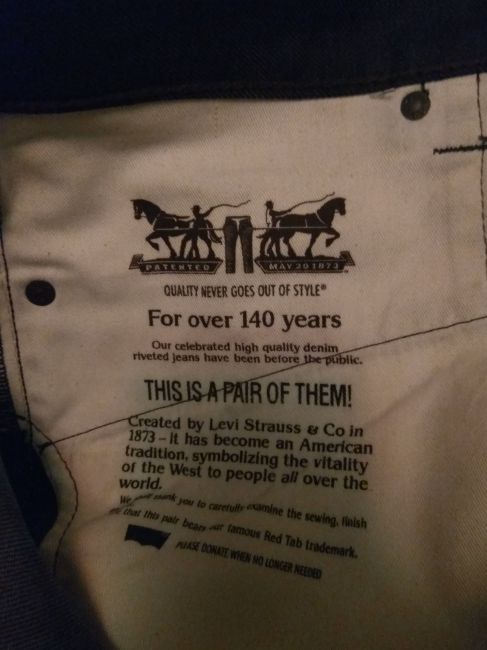 PATENTED MAY 20 1873
QUALITY NEVER GOES OUT OF STYLE®
For over 140 years
Our celebrated high quality denim
riveted jeans have been before the public.
THIS IS A PAIR OF THEM!
Created by Levi Strauss & Co in
1873 – it has become an American
tradition, symbolizing the vitality
of the West to people all over the
world.
We thank you to carefully examine the sewing, finish
that this pair bears our famous Red Tab trademark.
PLEASE DONATE WHEN NO LONGER NEEDED